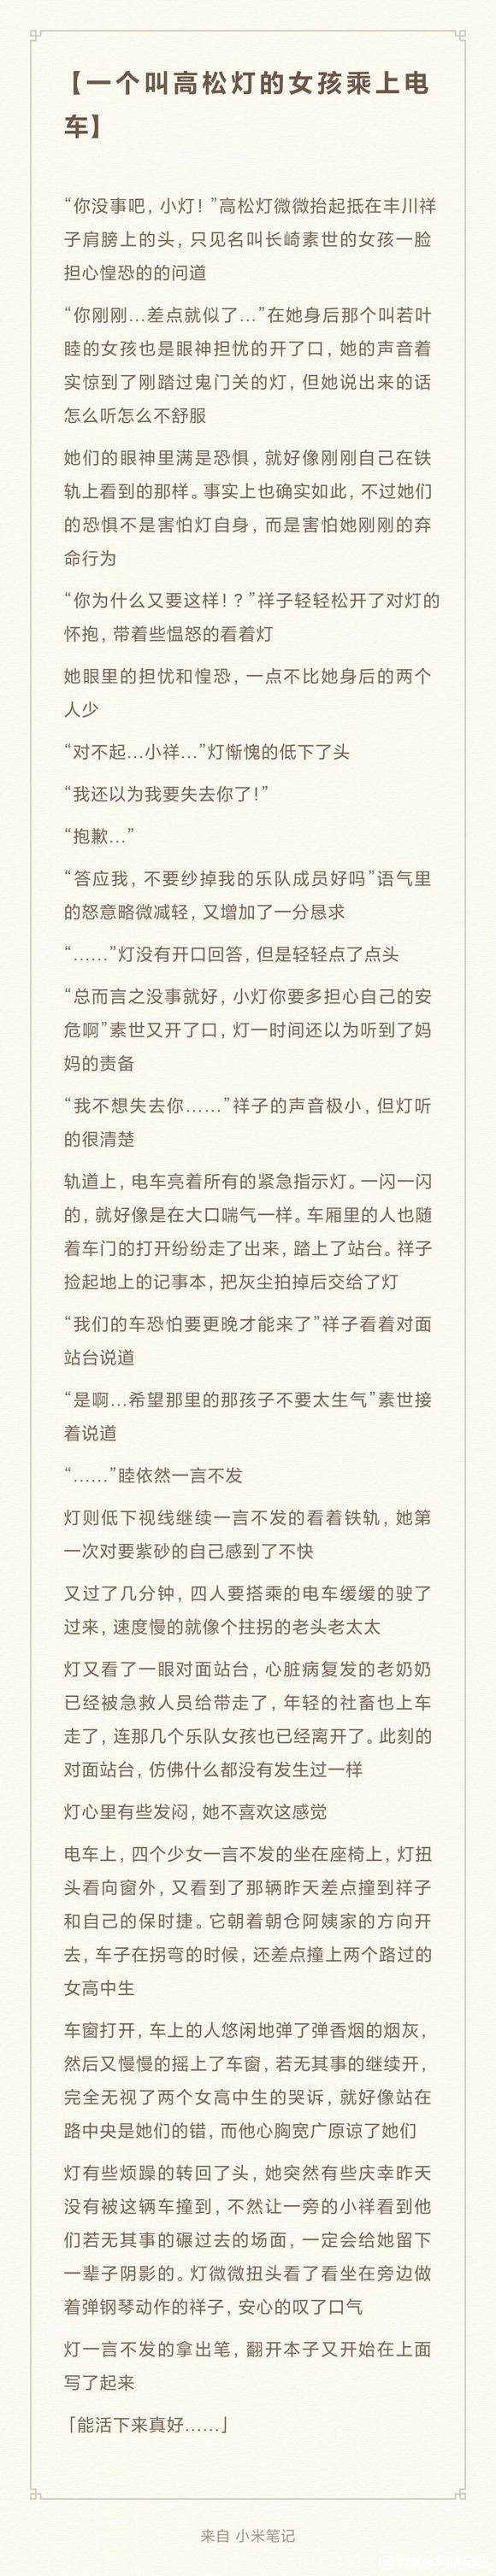 【一个叫高松灯的女孩乘上电
车】
“你没事吧，小灯！”高松灯微微抬起抵在丰川祥
子肩膀上的头，只见名叫长崎素世的女孩一脸
担心惶恐的的问道
“你刚刚…差点就似了…”在她身后那个叫若叶
睦的女孩也是眼神担忧的开了口，她的声音着
实惊到了刚踏过鬼门关的灯，但她说出来的话
怎么听怎么不舒服
她们的眼神里满是恐惧，就好像刚刚自己在铁
轨上看到的那样。事实上也确实如此，不过她们
的恐惧不是害怕灯自身，而是害怕她刚刚的弃
命行为
“你为什么又要这样！？”祥子轻轻松开了对灯的
怀抱，带着些愠怒的看着灯
她眼里的担忧和惶恐，一点不比她身后的两个
人少
“对不起…小祥…”灯惭愧的低下了头
“我还以为我要失去你了！”
“抱歉…”
“答应我，不要纱掉我的乐队成员好吗”语气里
的怒意略微减轻，又增加了一分恳求
“……”灯没有开口回答，但是轻轻点了点头
“总而言之没事就好，小灯你要多担心自己的安
危啊”素世又开了口，灯一时间还以为听到了妈
妈的责备
“我不想失去你……”祥子的声音极小，但灯听
的很清楚
轨道上，电车亮着所有的紧急指示灯。一闪一闪
的，就好像是在大口喘气一样。车厢里的人也随
着车门的打开纷纷走了出来，踏上了站台。祥子
捡起地上的记事本，把灰尘拍掉后交给了灯
“我们的车恐怕要更晚才能来了”祥子看着对面
站台说道
“是啊…希望那里的那孩子不要太生气”素世接
着说道
“……”睦依然一言不发
灯则低下视线继续一言不发的看着铁轨，她第
一次对要紫砂的自己感到了不快
又过了几分钟，四人要搭乘的电车缓缓的驶了
过来，速度慢的就像个拄拐的老头老太太
灯又看了一眼对面站台，心脏病复发的老奶奶
已经被急救人员给带走了，年轻的社畜也上车
走了，连那几个乐队女孩也已经离开了。此刻的
对面站台，仿佛什么都没有发生过一样
灯心里有些发闷，她不喜欢这感觉
电车上，四个少女一言不发的坐在座椅上，灯扭
头看向窗外，又看到了那辆昨天差点撞到祥子
和自己的保时捷。它朝着朝仓阿姨家的方向开
去，车子在拐弯的时候，还差点撞上两个路过的
女高中生
车窗打开，车上的人悠闲地弹了弹香烟的烟灰，
然后又慢慢的摇上了车窗，若无其事的继续开，
完全无视了两个女高中生的哭诉，就好像站在
路中央是她们的错，而他心胸宽广原谅了她们
灯有些烦躁的转回了头，她突然有些庆幸昨天
没有被这辆车撞到，不然让一旁的小祥看到他
们若无其事的碾过去的场面，一定会给她留下
一辈子阴影的。灯微微扭头看了看坐在旁边做
着弹钢琴动作的祥子，安心的叹了口气
灯一言不发的拿出笔，翻开本子又开始在上面
写了起来
「能活下来真好……」
来自 小米笔记